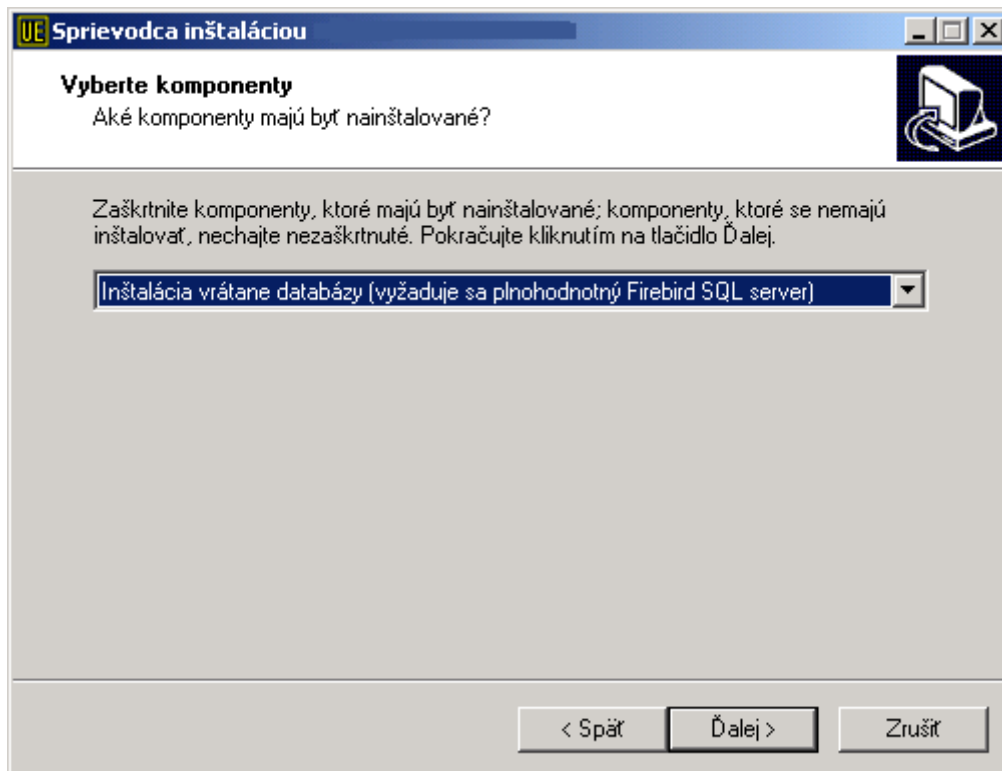 UE Sprievodca inštaláciou
Vyberte komponenty
Aké komponenty majú byť nainštalované?
Zaškrtnite komponenty, ktoré majú byť nainštalované; komponenty, ktoré se nemajú
inštalovať, nechajte nezaškrtnuté. Pokračujte kliknutím na tlačidlo Ďalej.
Inštalácia vrátane databázy (vyžaduje sa plnohodnotný Firebird SQL server)
< Späť Ďalej > Zrušiť